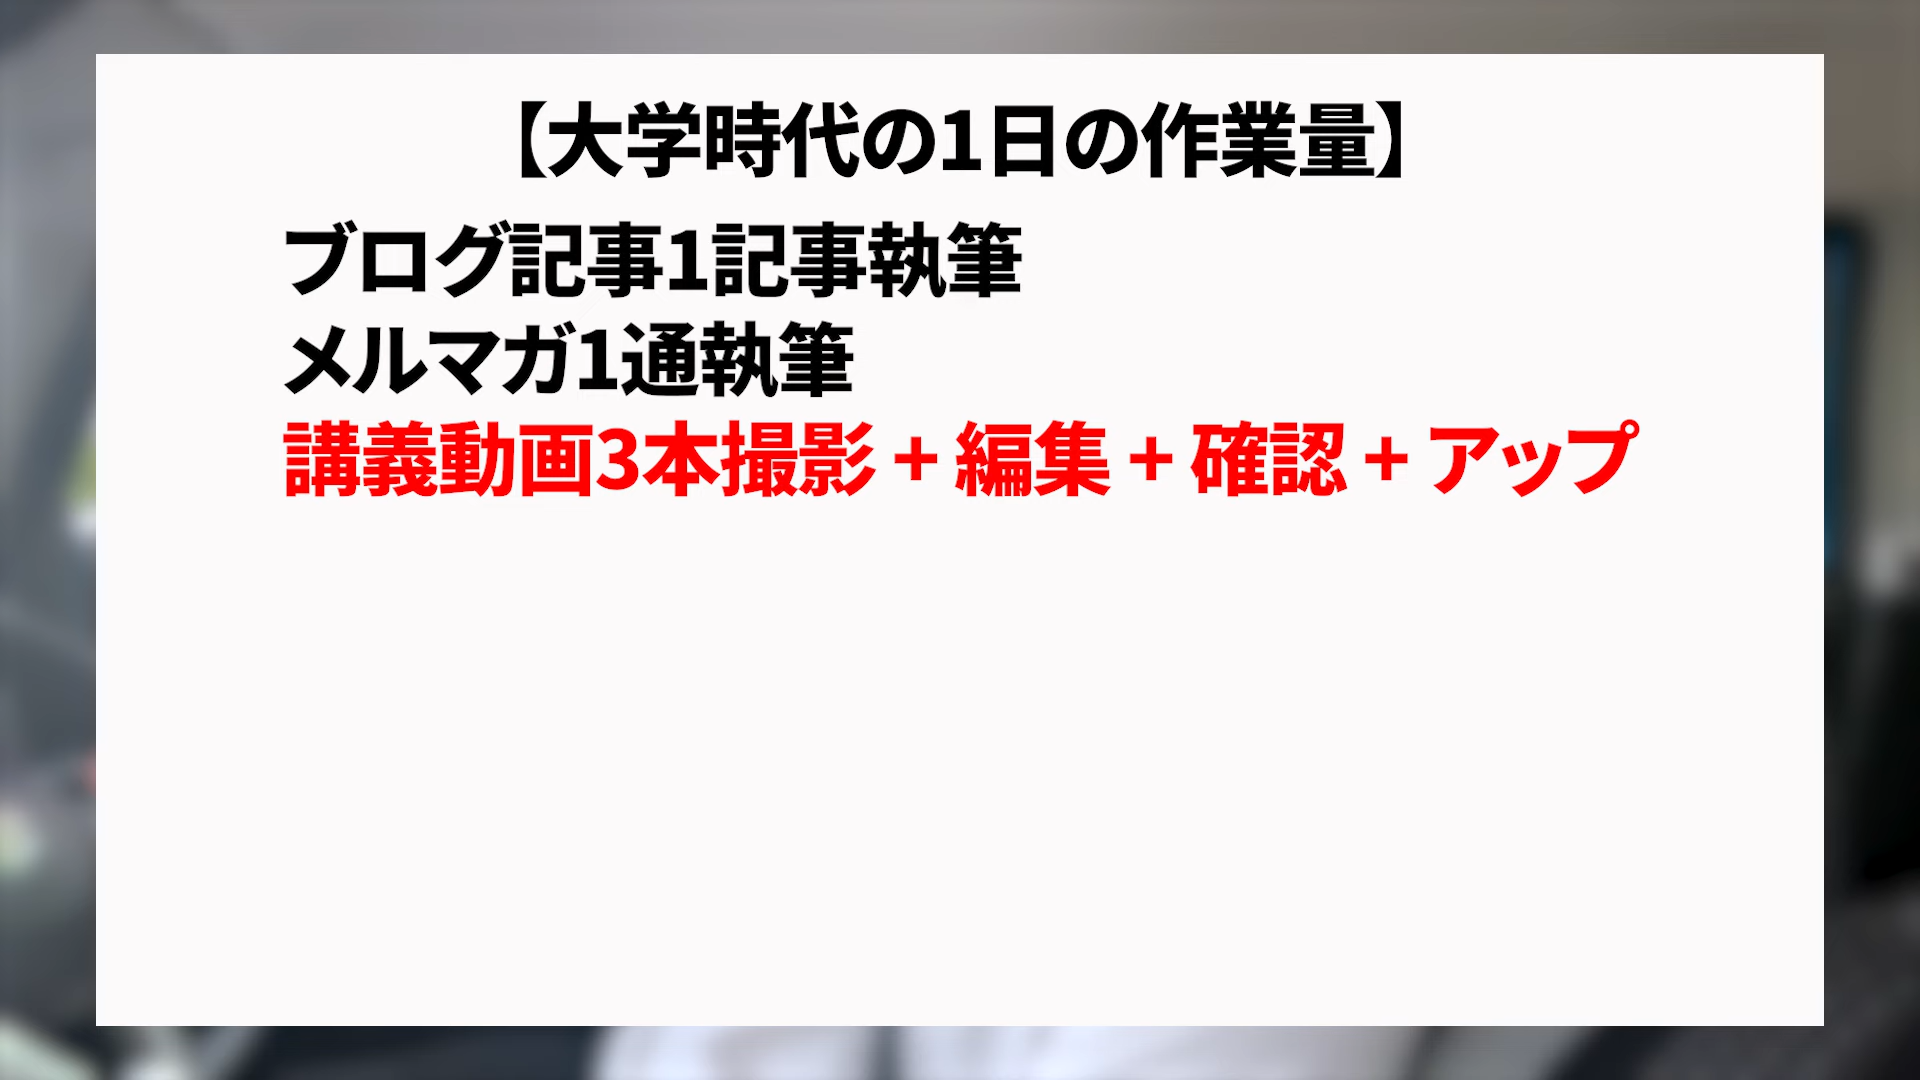 【大学時代の1日の作業量】
ブログ記事1記事執筆
メルマガ1通執筆
講義動画3本撮影 + 編集 + 確認 + アップ